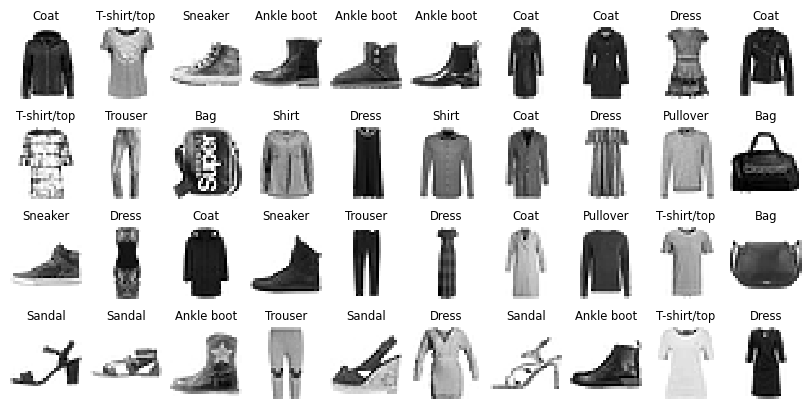 Coat T-shirt/top Sneaker Ankle boot Ankle boot Ankle boot Coat Coat Dress Coat
T-shirt/top Trouser Bag Shirt Dress Shirt Coat Dress Pullover Bag
Super
Sneaker Dress Coat Sneaker Trouser Dress Coat Pullover T-shirt/top Bag
Sandal Sandal Ankle boot Trouser Sandal Dress Sandal Ankle boot T-shirt/top Dress